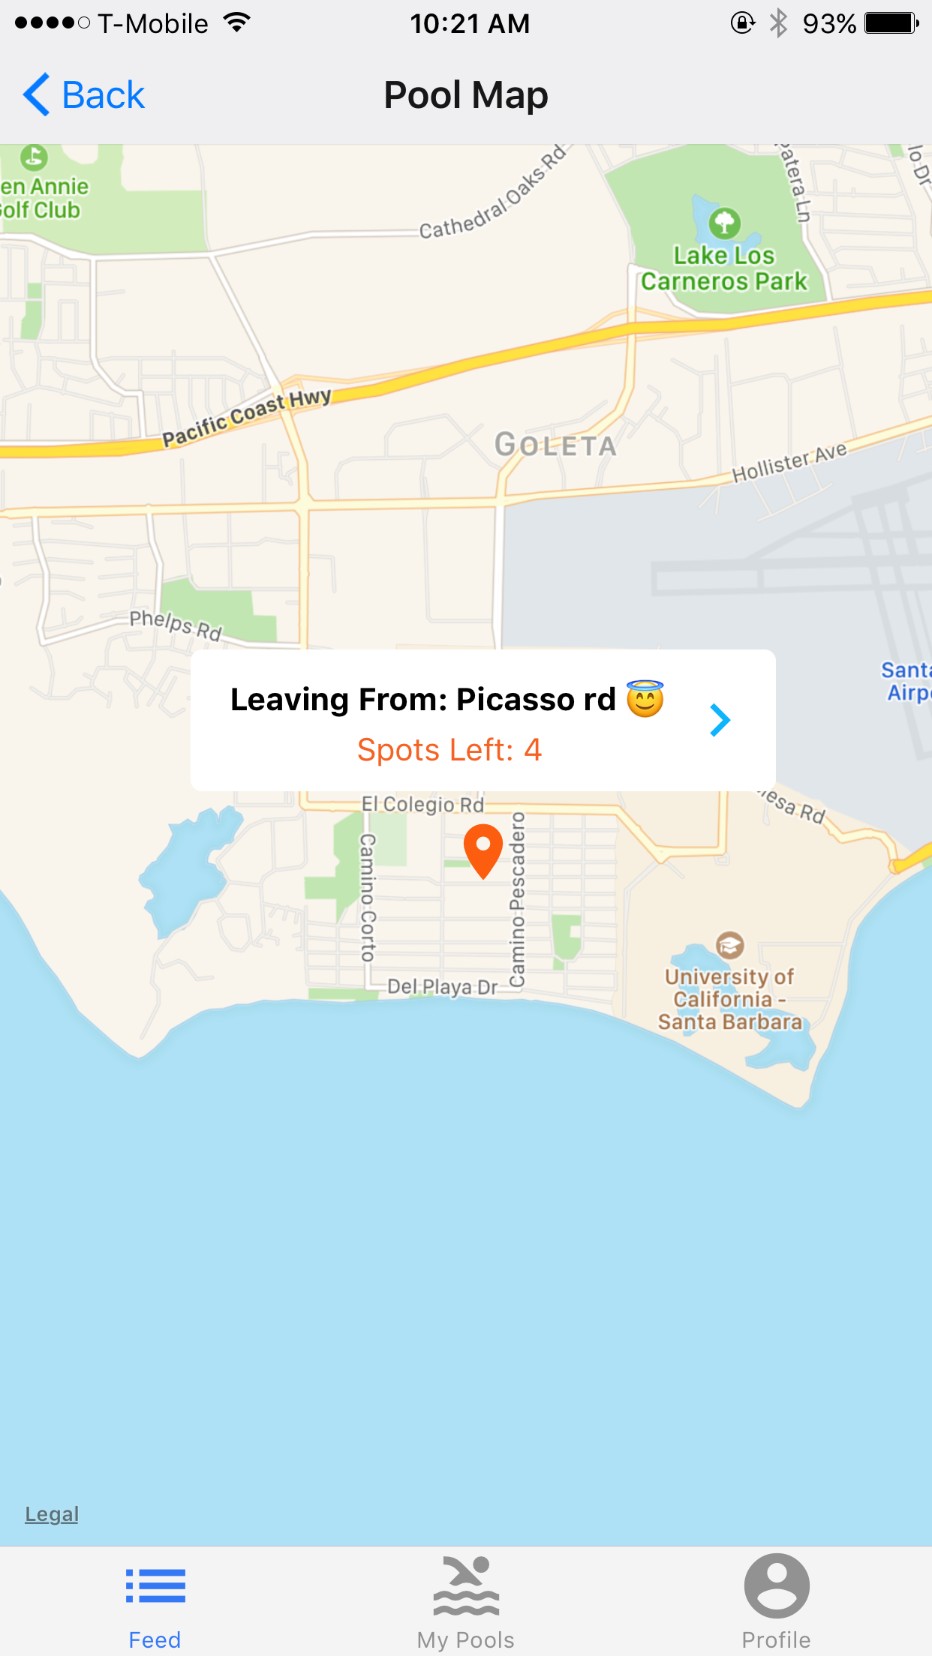 T-Mobile 10:21 AM 93%
Back Pool Map
en Annie
olf Club
Cathedral Oaks Rd
atera Ln
lo Dr
Lake Los
Carneros Park
Pacific Coast Hwy
GOLETA
Hollister Ave
Phelps Rd
Santa
Airp
Leaving From: Picasso rd 😇
Spots Left: 4
El Colegio Rd
esa Rd
Camino Corto
Camino Pescadero
Del Playa Dr
University of
California -
Santa Barbara
Legal
Feed My Pools Profile